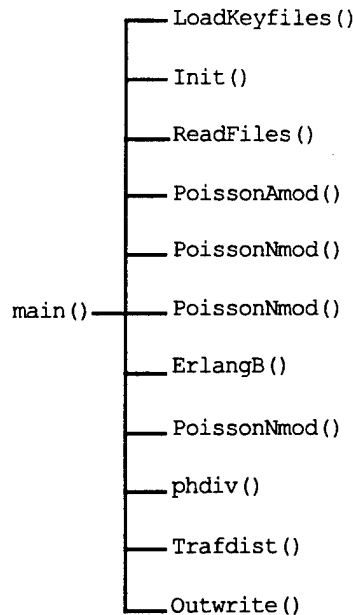 LoadKeyfiles()
Init()
ReadFiles()
PoissonAmod()
PoissonNmod()
main() PoissonNmod()
ErlangB()
PoissonNmod()
phdiv()
Trafdist()
Outwrite()